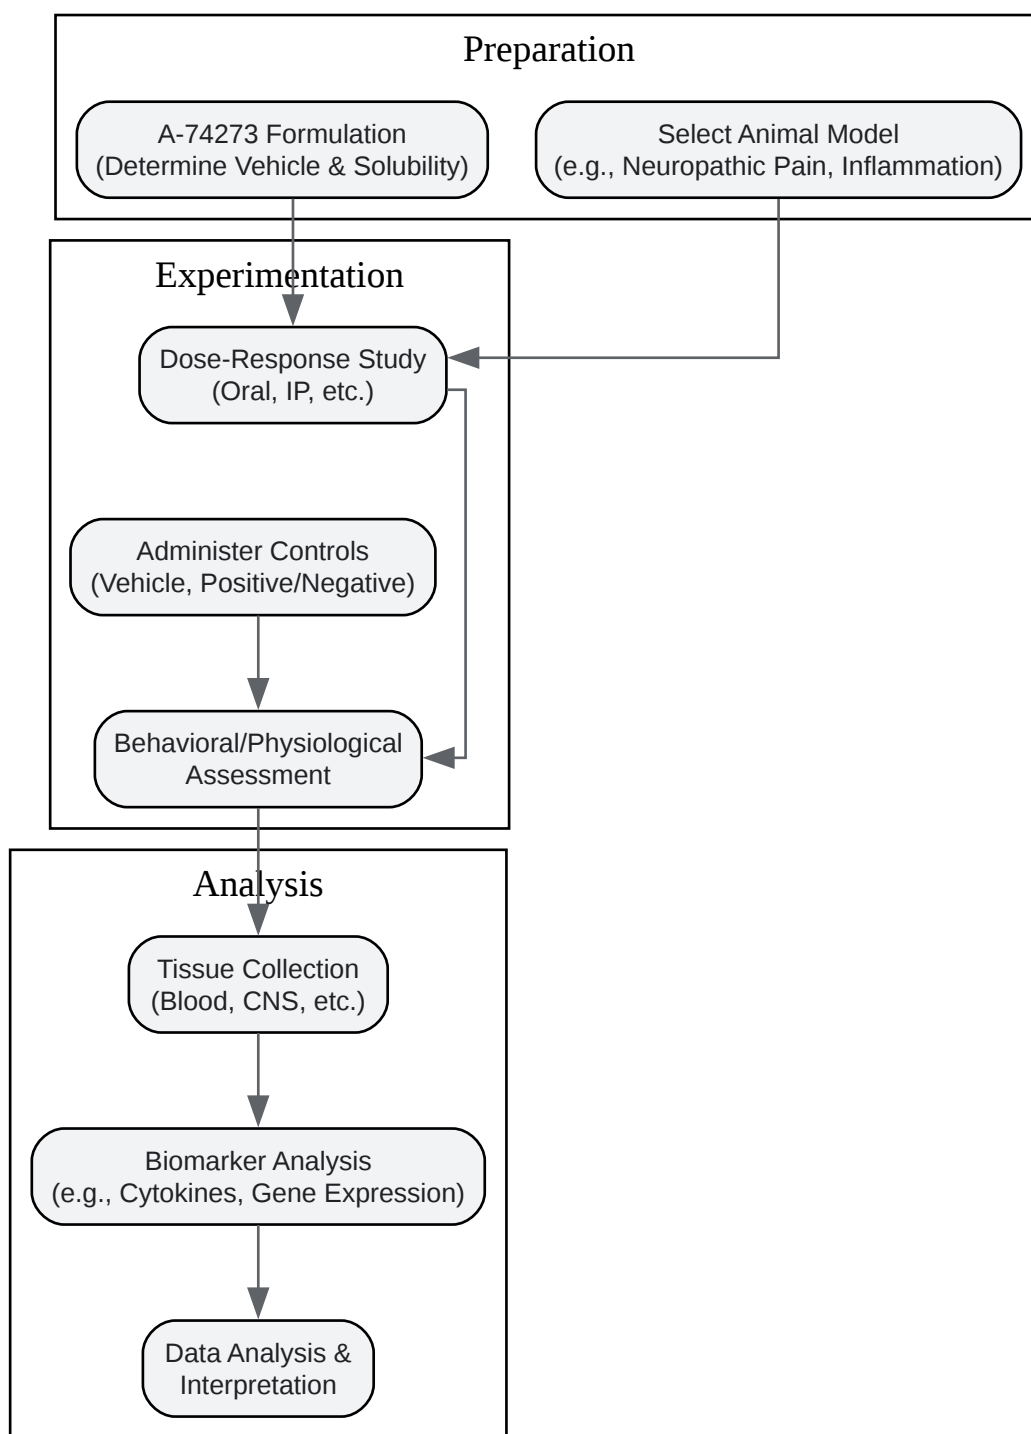 Preparation
A-74273 Formulation
(Determine Vehicle & Solubility)
Select Animal Model
(e.g., Neuropathic Pain, Inflammation)
Experimentation
Dose-Response Study
(Oral, IP, etc.)
Administer Controls
(Vehicle, Positive/Negative)
Behavioral/Physiological
Assessment
Analysis
Tissue Collection
(Blood, CNS, etc.)
Biomarker Analysis
(e.g., Cytokines, Gene Expression)
Data Analysis &
Interpretation